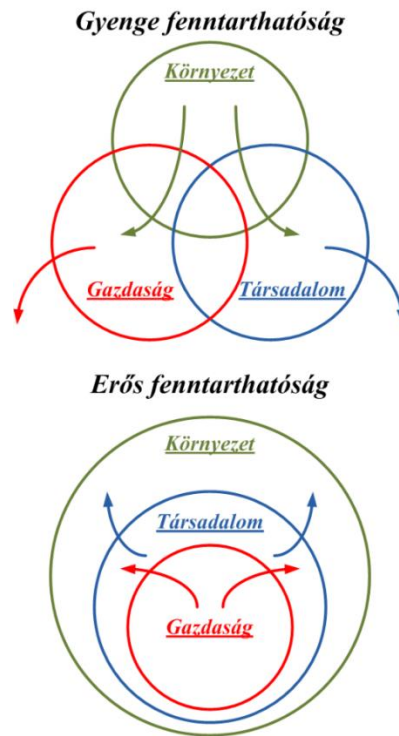 Gyenge fenntarthatóság
Környezet
Gazdaság
Társadalom
Erős fenntarthatóság
Környezet
Társadalom
Gazdaság